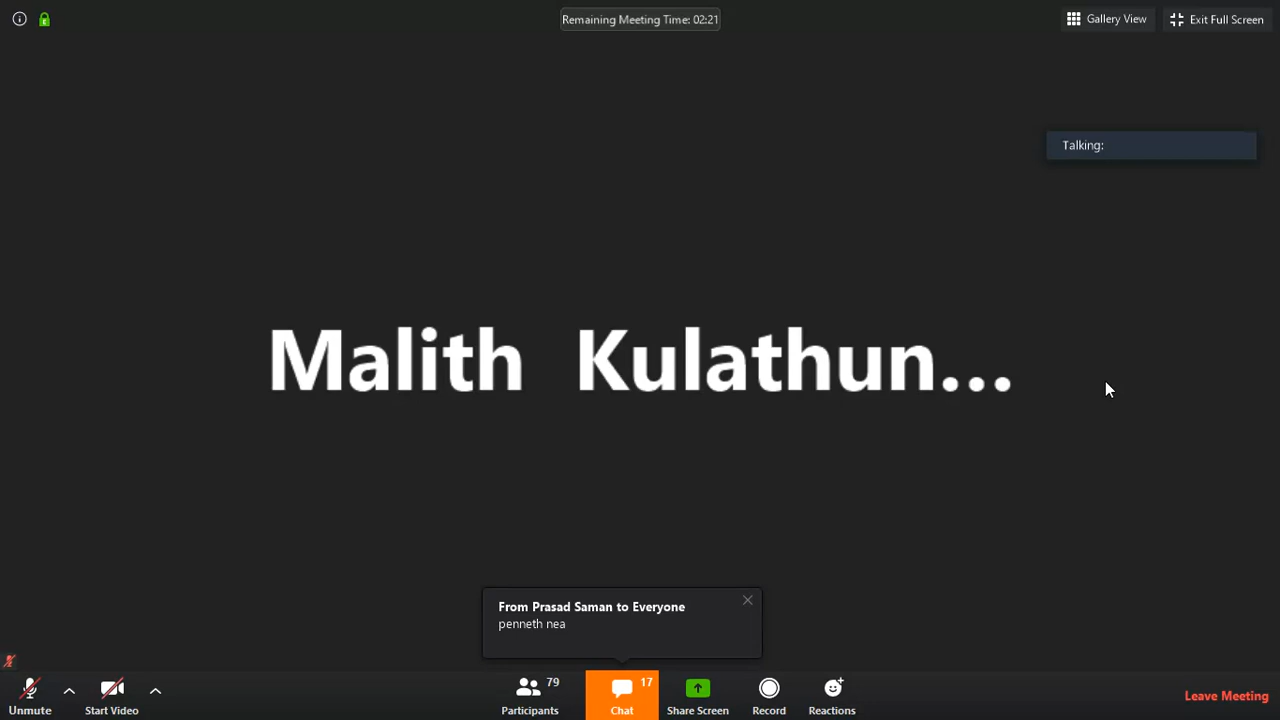 Remaining Meeting Time: 02:21
Gallery View
Exit Full Screen
Talking:
Malith Kulathun...
From Prasad Saman to Everyone
penneth nea
Unmute
Start Video
79
Participants
17
Chat
Share Screen
Record
Reactions
Leave Meeting